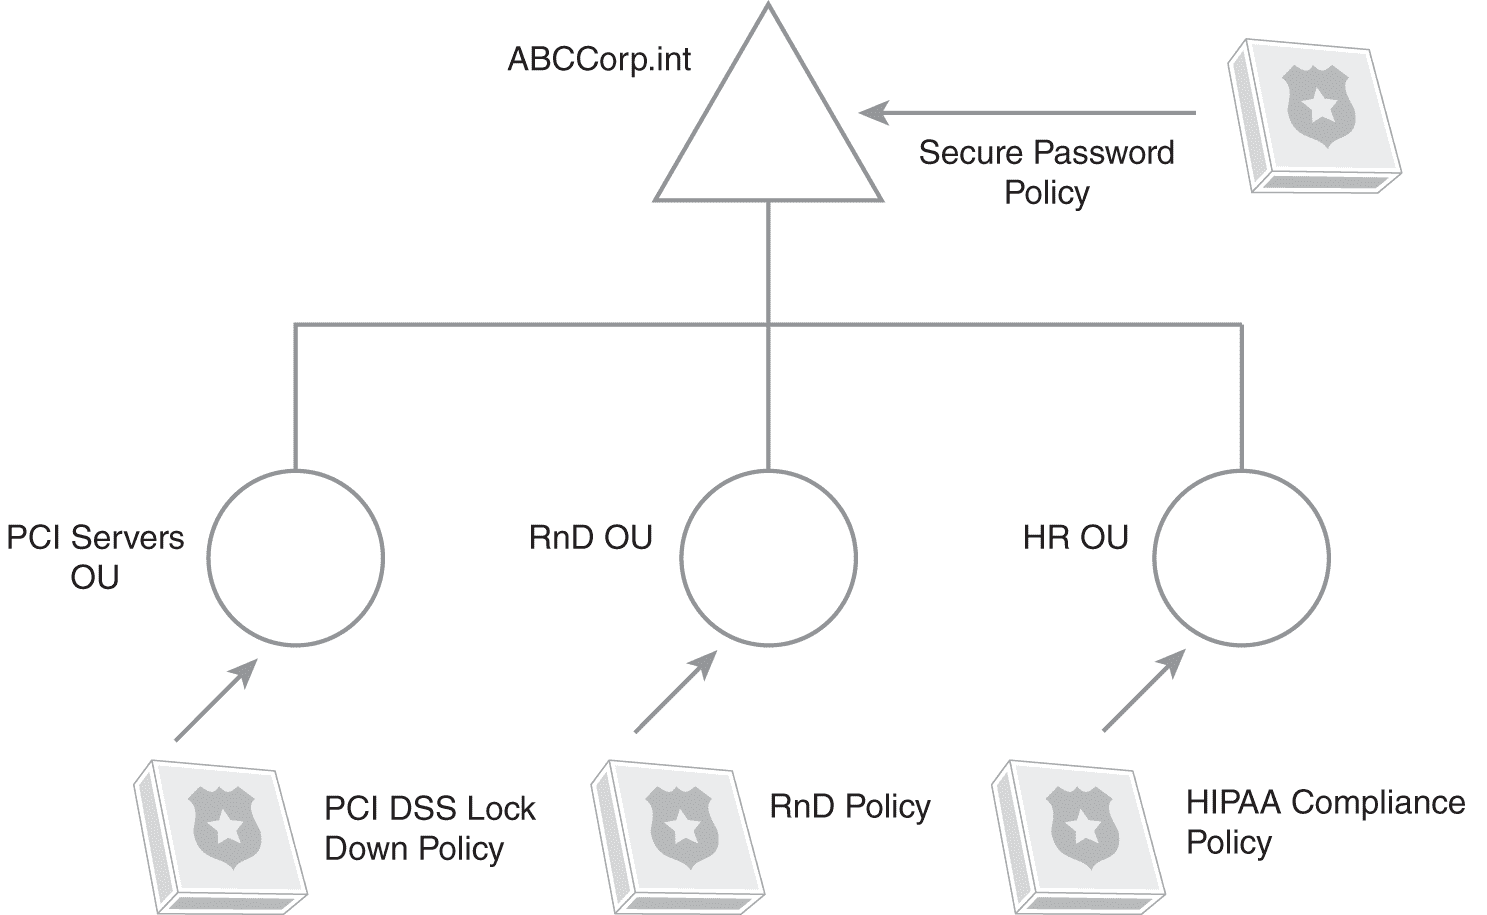 ABCCorp.int
Secure Password
Policy
PCI Servers
OU
RnD OU
HR OU
PCI DSS Lock
Down Policy
RnD Policy
HIPAA Compliance
Policy